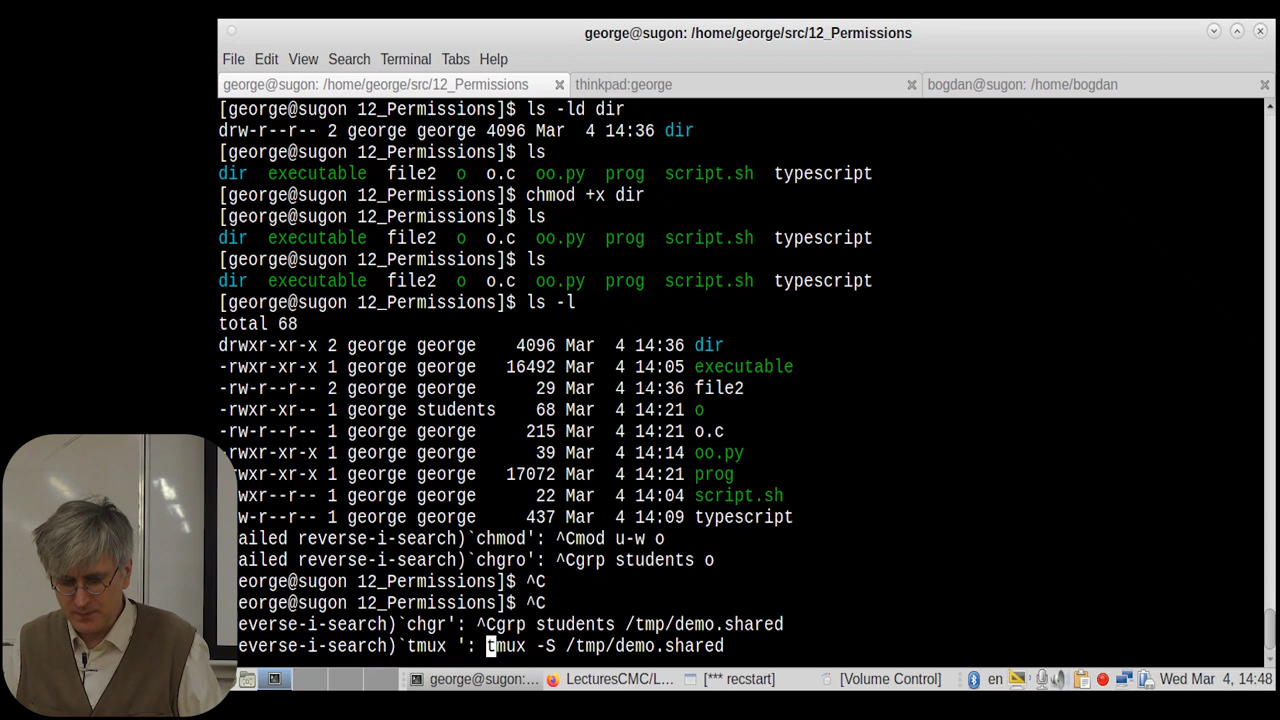 george@sugon: /home/george/src/12_Permissions
File Edit View Search Terminal Tabs Help
george@sugon: /home/george/src/12_Permissions
thinkpad:george
bogdan@sugon: /home/bogdan
[george@sugon 12_Permissions]$ ls -ld dir
drw-r--r-- 2 george george 4096 Mar  4 14:36 dir
[george@sugon 12_Permissions]$ ls
dir  executable  file2  o  o.c  oo.py  prog  script.sh  typescript
[george@sugon 12_Permissions]$ chmod +x dir
[george@sugon 12_Permissions]$ ls
dir  executable  file2  o  o.c  oo.py  prog  script.sh  typescript
[george@sugon 12_Permissions]$ ls
dir  executable  file2  o  o.c  oo.py  prog  script.sh  typescript
[george@sugon 12_Permissions]$ ls -l
total 68
drwxr-xr-x 2 george george    4096 Mar  4 14:36 dir
-rwxr-xr-x 1 george george   16492 Mar  4 14:05 executable
-rw-r--r-- 2 george george      29 Mar  4 14:36 file2
-rwxr-xr-- 1 george students    68 Mar  4 14:21 o
-rw-r--r-- 1 george george     215 Mar  4 14:21 o.c
-rwxr-xr-x 1 george george      39 Mar  4 14:14 oo.py
-rwxr-xr-x 1 george george   17072 Mar  4 14:21 prog
rwxr--r-- 1 george george      22 Mar  4 14:04 script.sh
w-r--r-- 1 george george     437 Mar  4 14:09 typescript
ailed reverse-i-search)`chmod': ^Cmod u-w o
ailed reverse-i-search)`chgro': ^Cgrp students o
eorge@sugon 12_Permissions]$ ^C
eorge@sugon 12_Permissions]$ ^C
everse-i-search)`chgr': ^Cgrp students /tmp/demo.shared
everse-i-search)`tmux ': tmux -S /tmp/demo.shared
george@sugon:... LecturesCMC/L... [*** recstart] [Volume Control] en Wed Mar 4, 14:48